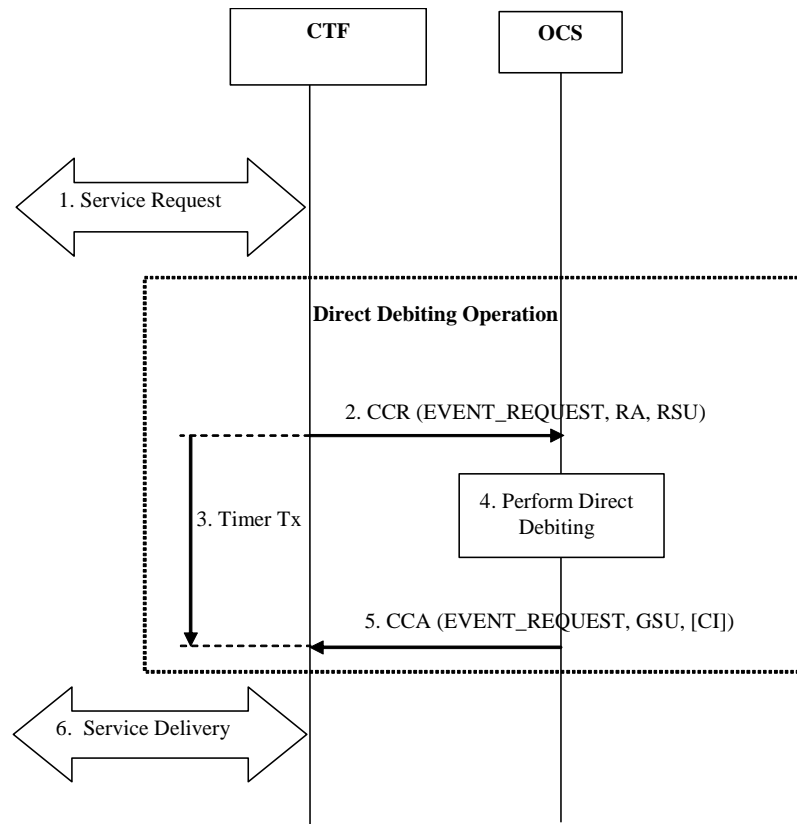 CTF
OCS
1. Service Request
Direct Debiting Operation
2. CCR (EVENT_REQUEST, RA, RSU)
3. Timer Tx
4. Perform Direct
Debiting
5. CCA (EVENT_REQUEST, GSU, [CI])
6. Service Delivery